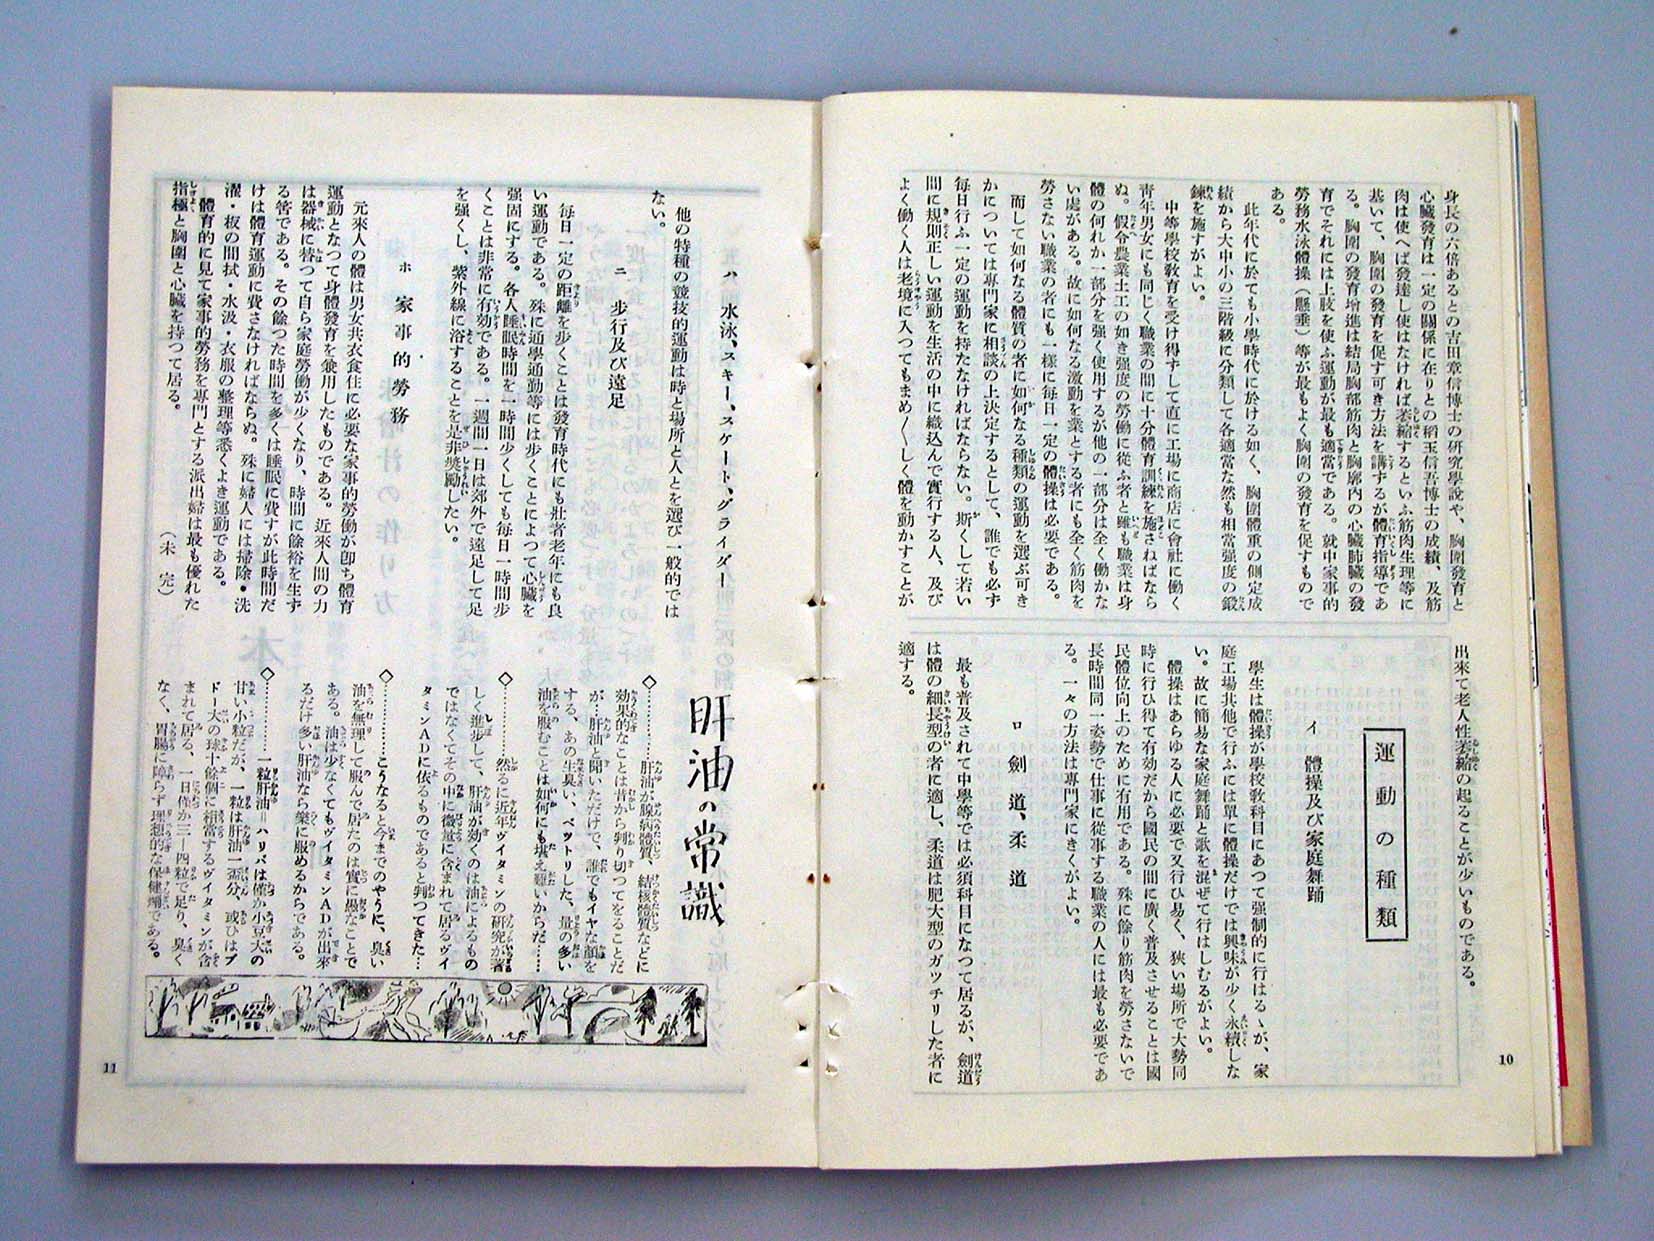 身長の六倍あるとの吉田章信博士の研究學説や、胸圍發育と
心臟發育は一定の關係に在りとの稻玉信吾博士の成績、及筋
肉は使へば發達し使はなければ萎縮するといふ筋肉生理等に
基いて、胸圍の發育を促す可き方法を講ずるが體育指導であ
る。胸圍の發育增進は結局胸部筋肉と胸廓內の心臟肺臟の發
育でそれには上肢を使ふ運動が最も適當である。就中家事的
勞務水泳體操（懸垂）等が最もよく胸圍の發育を促すもので
ある。
此年代に於ても小學時代に於ける如く、胸圍體重の側定成
績から大中小の三階級に分類して各適當な然も相當强度の鍛
鍊を施すがよい。
中等學校敎育を受け得ずして直に工場に商店に會社に働く
靑年男女にも同じく職業の間に十分體育訓練を施さねばなら
ぬ。假令農業土工の如き强度の勞働に從ふ者と雖も職業は身
體の何れか一部分を强く使用するが他の一部分は全く働かな
い處がある。故に如何なる激動を業とする者にも全く筋肉を
勞さない職業の者にも一樣に每日一定の體操は必要である。
而して如何なる體質の者に如何なる種類の運動を選ぶ可き
かについては專門家に相談の上決定するとして、誰でも必ず
每日行ふ一定の運動を持たなければならない。斯くして若い
間に規則正しい運動を生活の中に織込んで實行する人、及び
よく働く人は老境に入つてもまめ〱しく體を動かすことが
出來て老人性萎縮の起ることが少いものである。
運動の種類
イ 體操及び家庭舞踊
學生は體操が學校敎科目にあつて强制的に行はるゝが、家
庭工場其他で行ふには單に體操だけでは興味が少く永續しな
い。故に簡易な家庭舞踊と歌を混ぜて行はしむるがよい。
體操はあらゆる人に必要で又行ひ易く、狹い場所で大勢同
時に行ひ得て有効だから國民の間に廣く普及させることは國
民體位向上のために有用である。殊に餘り筋肉を勞さないで
長時間同一姿勢で仕事に從事する職業の人には最も必要であ
る。一々の方法は專門家にきくがよい。
ロ 劍道、柔道
最も普及されて中學等では必須科目になつて居るが、劍道
は體の細長型の者に適し、柔道は肥大型のガッチリした者に
適する。
10
ハ 水泳、スキー、スケート、グライダー
他の特種の競技的運動は時と場所と人とを選び一般的では
ない。
ニ 步行及び遠足
每日一定の距離を步くことは發育時代にも壯者老年にも良
い運動である。殊に通學通勤等には步くことによつて心臟を
强固にする。各人睡眠時間を一時間少くしても每日一時間步
くことは非常に有効である。一週間一日は郊外で遠足して足
を强くし、紫外線に浴することを是非獎勵したい。
ホ 家事的勞務
元來人の體は男女共衣食住に必要な家事的勞働が卽ち體育
運動となつて身體發育を兼用したものである。近來人間の力
は器械に替つて自ら家庭勞働が少くなり、時間に餘裕を生ず
る筈である。その餘つた時間を多くは睡眠に費すが此時間だ
けは體育運動に費さなければならぬ。殊に婦人には掃除・洗
濯・板の間拭・水汲・衣服の整理等悉くよき運動である。
體育的に見て家事的勞務を專門とする派出婦は最も優れた
指極と胸圍と心臟を持つて居る。
（未完）
肝油の常識
◇………肝油が腺病體質、結核體質などに
効果的なことは昔から判り切つてをることだ
が、肝油と聞いただけで、誰でもイヤな顏を
する、あの生臭い、ベツトリした、量の多い
油を服むことは如何にも堪え難いからだ……
◇………然るに近年ヴイタミンの硏究が著
しく進步して、肝油が効くのは油によるもの
ではなくてその中に微量に含まれて居るヴイ
タミンADに依るものであると判つてきた…
◇………こうなると今までのやうに、臭い
油を無理して服んで居たのは實に愚なことで
ある。油は少なくてもヴイタミンADが出來
るだけ多い肝油なら樂に服めるからである。
◇………一粒肝油＝ハリバは僅か小豆大の
甘い小粒だが、一粒は肝油一盃分、或ひはブ
ドー大の球十餘個に相當するヴイタミンが含
まれて居る、一日僅か三―四粒で足り、臭く
なく、胃腸に障らず理想的な保健劑である。
11